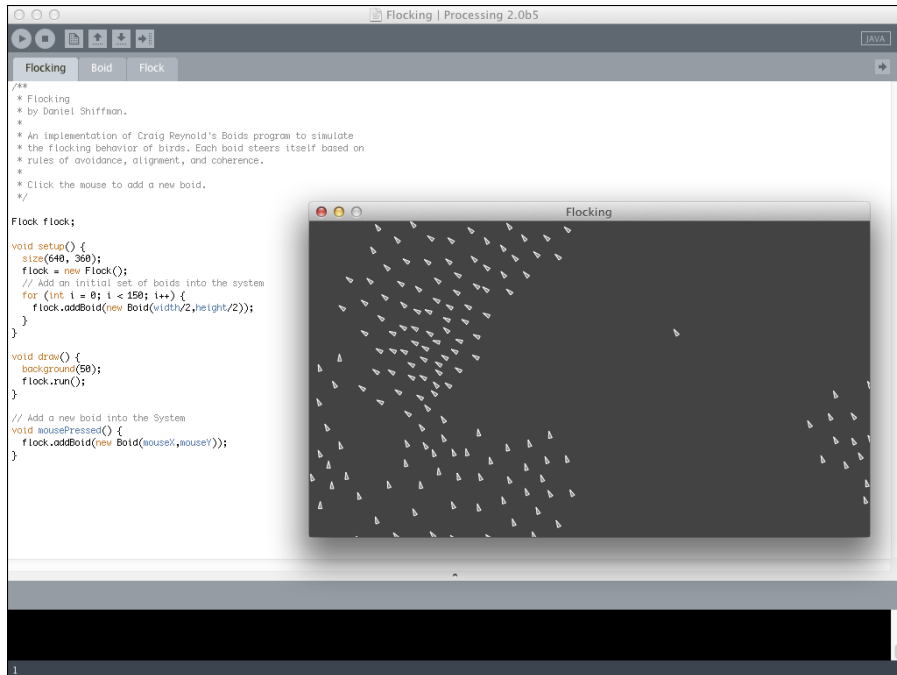 Flocking | Processing 2.0b5
JAVA
Flocking Boid Flock
/**
 * Flocking
 * by Daniel Shiffman.
 *
 * An implementation of Craig Reynold's Boids program to simulate
 * the flocking behavior of birds. Each boid steers itself based on
 * rules of avoidance, alignment, and coherence.
 *
 * Click the mouse to add a new boid.
 */
Flock flock;
void setup() {
  size(640, 360);
  flock = new Flock();
  // Add an initial set of boids into the system
  for (int i = 0; i < 150; i++) {
    flock.addBoid(new Boid(width/2,height/2));
  }
}
void draw() {
  background(50);
  flock.run();
}
// Add a new boid into the System
void mousePressed() {
  flock.addBoid(new Boid(mouseX,mouseY));
}
Flocking
1